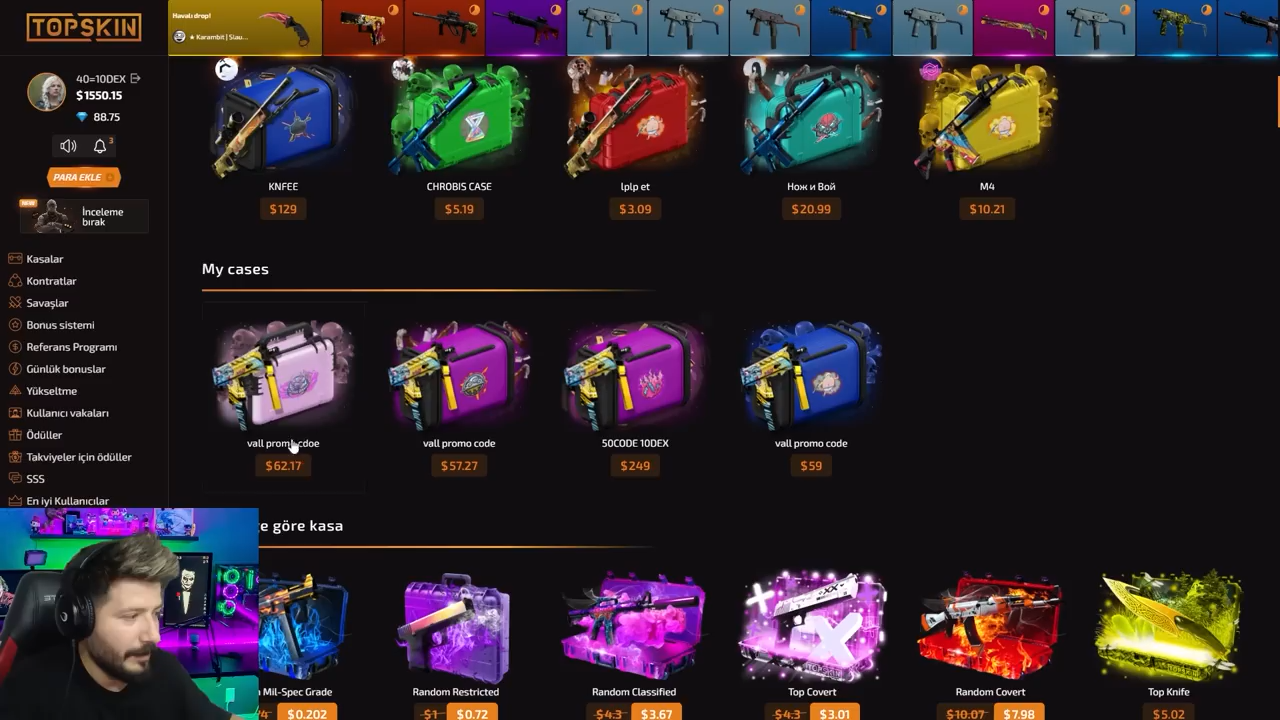 TOPSKIN
Havalı drop!
★ Karambit | Slau...
40=10DEX
$1550.15
88.75
3
PARA EKLE
NEW
İnceleme
bırak
Kasalar
Kontratlar
Savaşlar
Bonus sistemi
Referans Programı
Günlük bonuslar
Yükseltme
Kullanıcı vakaları
Ödüller
Takviyeler için ödüller
SSS
En iyi Kullanıcılar
KNFEE
$129
CHROBIS CASE
$5.19
lplp et
$3.09
Нож и Вой
$20.99
M4
$10.21
My cases
vall promı cdoe
$62.17
vall promo code
$57.27
50CODE 10DEX
$249
vall promo code
$59
göre kasa
Mil-Spec Grade
$0.202
Random Restricted
$1 $0.72
Random Classified
$4.3 $3.67
Top Covert
$4.3 $3.01
Random Covert
$10.07 $7.98
Top Knife
$5.02